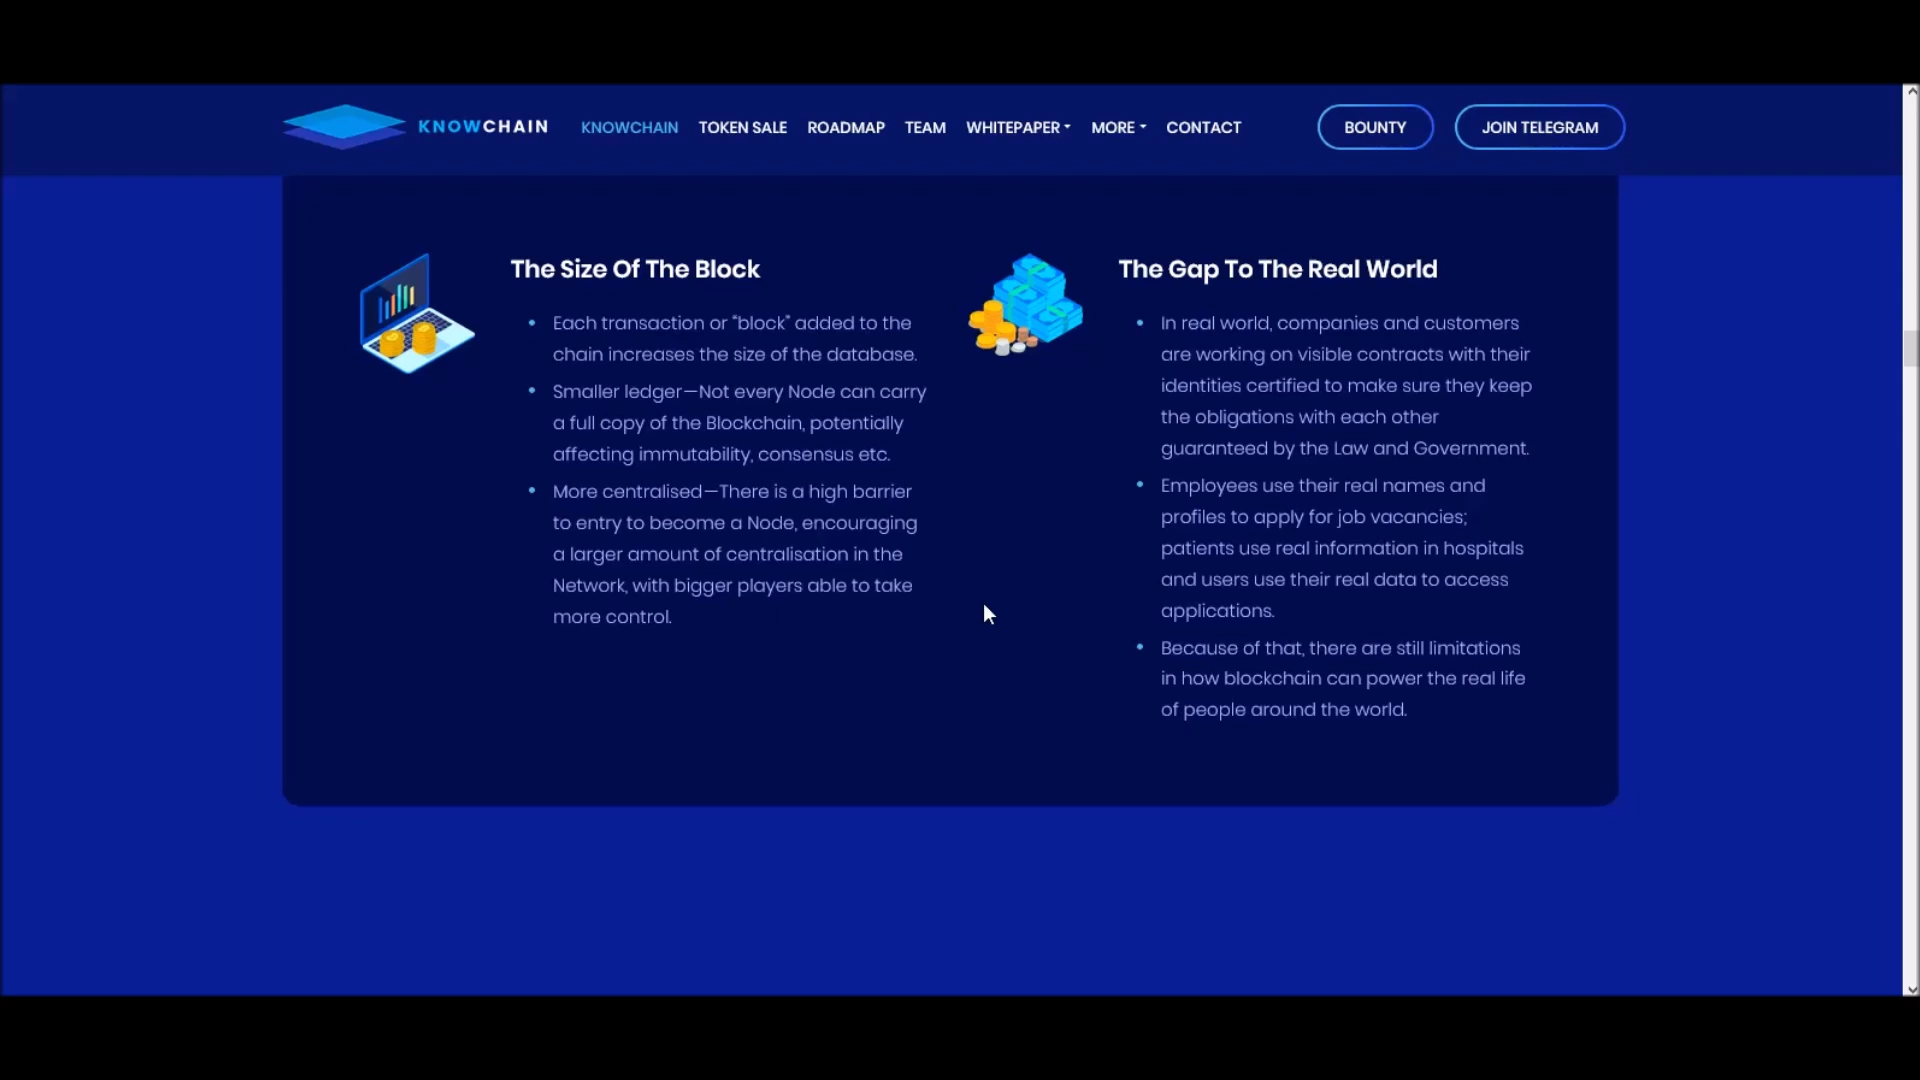 KNOWCHAIN KNOWCHAIN TOKEN SALE ROADMAP TEAM WHITEPAPER MORE CONTACT BOUNTY JOIN TELEGRAM
The Size Of The Block
Each transaction or “block” added to the
chain increases the size of the database.
Smaller ledger—Not every Node can carry
a full copy of the Blockchain, potentially
affecting immutability, consensus etc.
More centralised—There is a high barrier
to entry to become a Node, encouraging
a larger amount of centralisation in the
Network, with bigger players able to take
more control.
The Gap To The Real World
In real world, companies and customers
are working on visible contracts with their
identities certified to make sure they keep
the obligations with each other
guaranteed by the Law and Government.
Employees use their real names and
profiles to apply for job vacancies;
patients use real information in hospitals
and users use their real data to access
applications.
Because of that, there are still limitations
in how blockchain can power the real life
of people around the world.